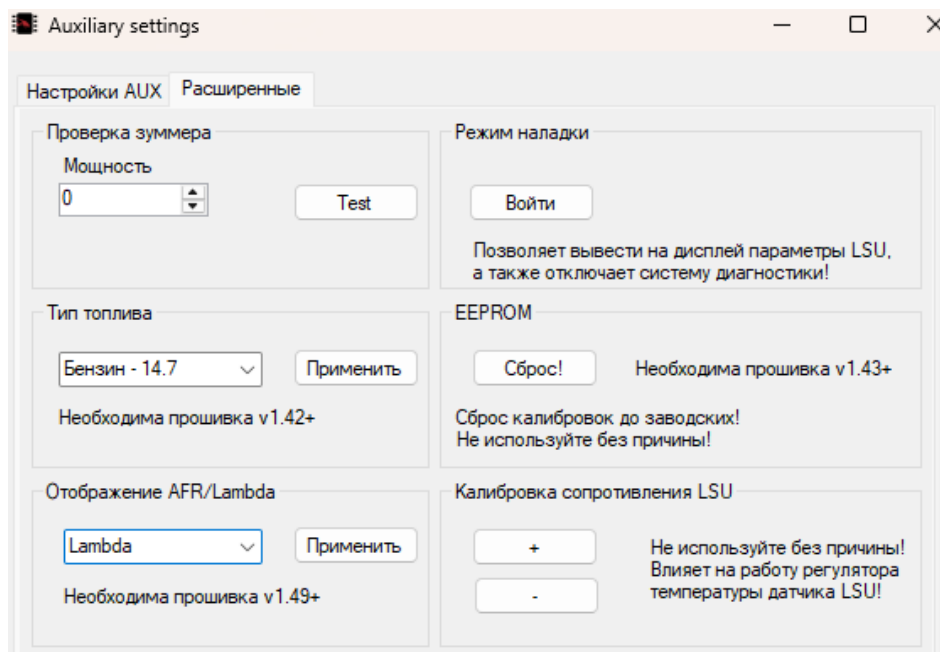 Auxiliary settings
Настройки AUX
Расширенные
Проверка зуммера
Мощность
0
Test
Режим наладки
Войти
Позволяет вывести на дисплей параметры LSU,
а также отключает систему диагностики!
Тип топлива
Бензин - 14.7
Применить
Необходима прошивка v1.42+
EEPROM
Сброс!
Необходима прошивка v1.43+
Сброс калибровок до заводских!
Не используйте без причины!
Отображение AFR/Lambda
Lambda
Применить
Необходима прошивка v1.49+
Калибровка сопротивления LSU
+
-
Не используйте без причины!
Влияет на работу регулятора
температуры датчика LSU!